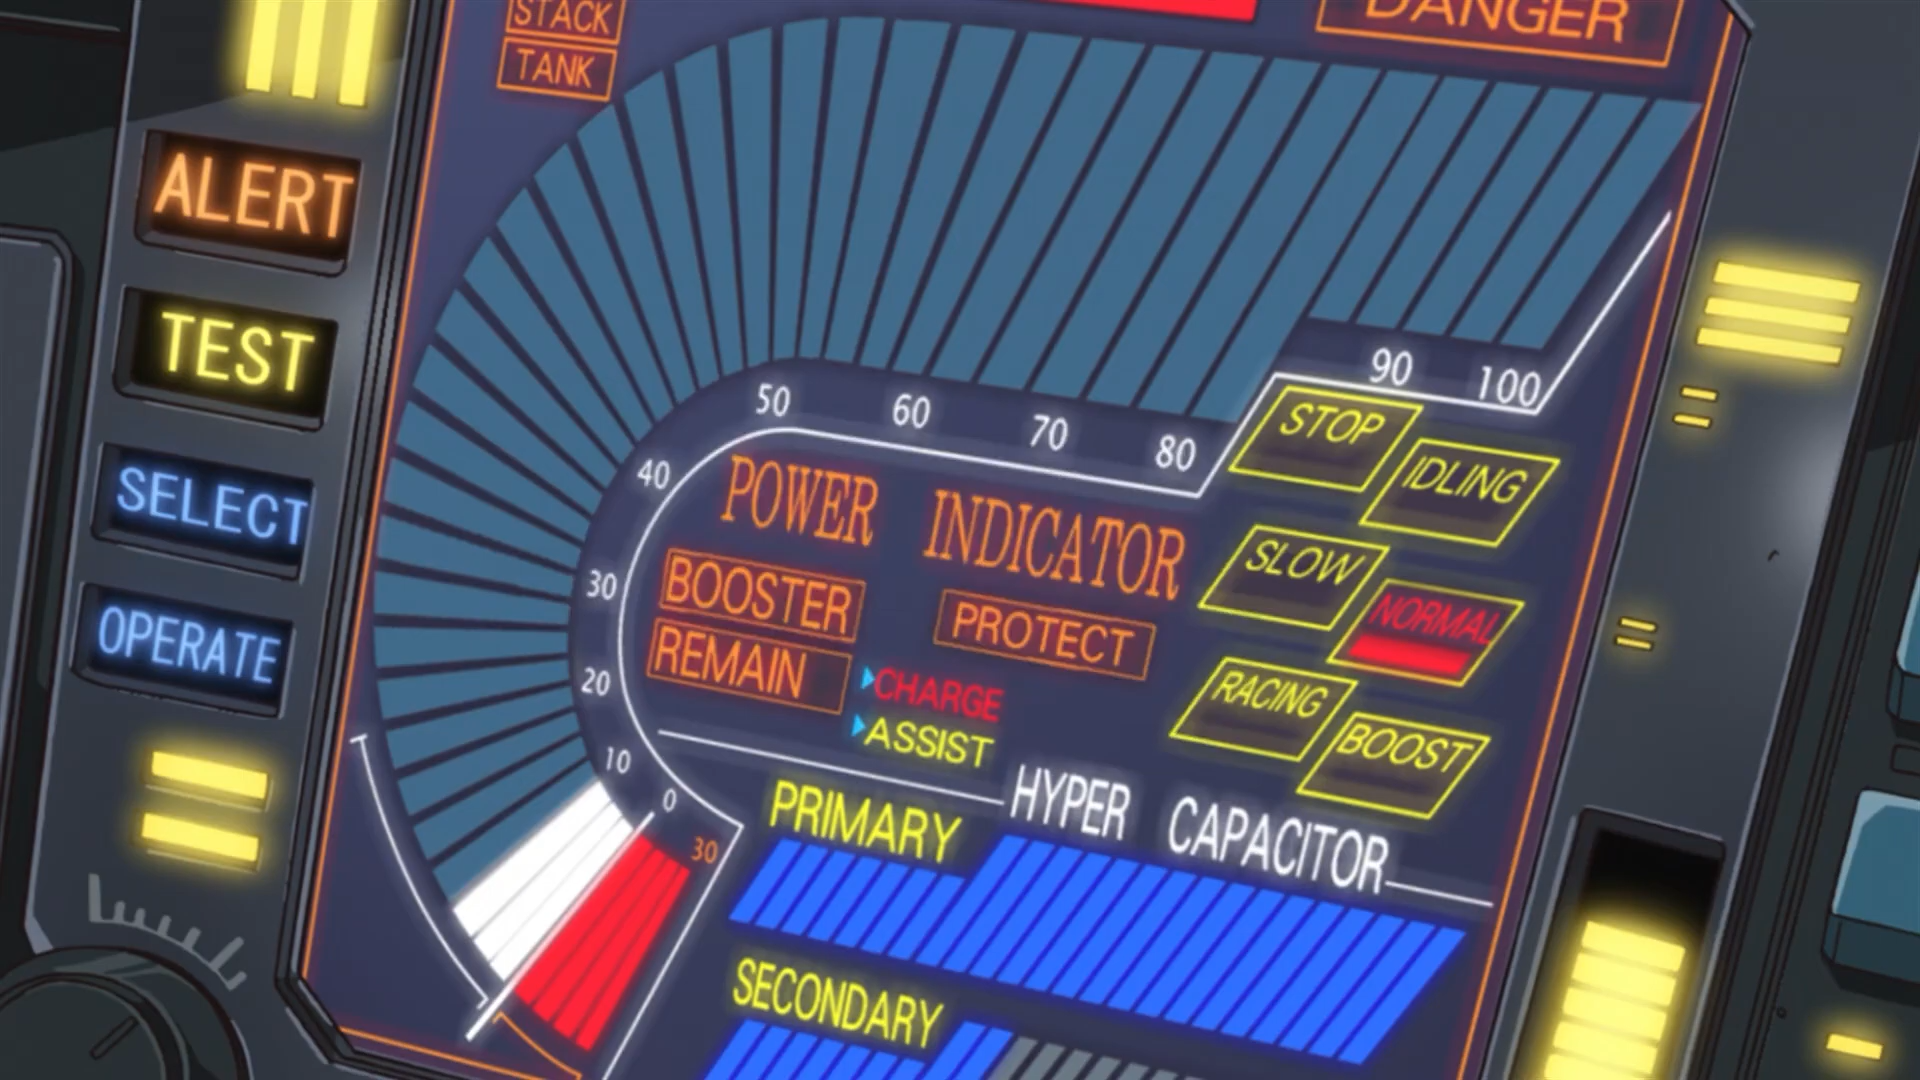 STACK
TANK
DANGER
ALERT
TEST
SELECT
OPERATE
0
10
20
30
40
50
60
70
80
90
100
30
POWER INDICATOR
BOOSTER
REMAIN
PROTECT
CHARGE
ASSIST
STOP
IDLING
SLOW
NORMAL
RACING
BOOST
HYPER CAPACITOR
PRIMARY
SECONDARY